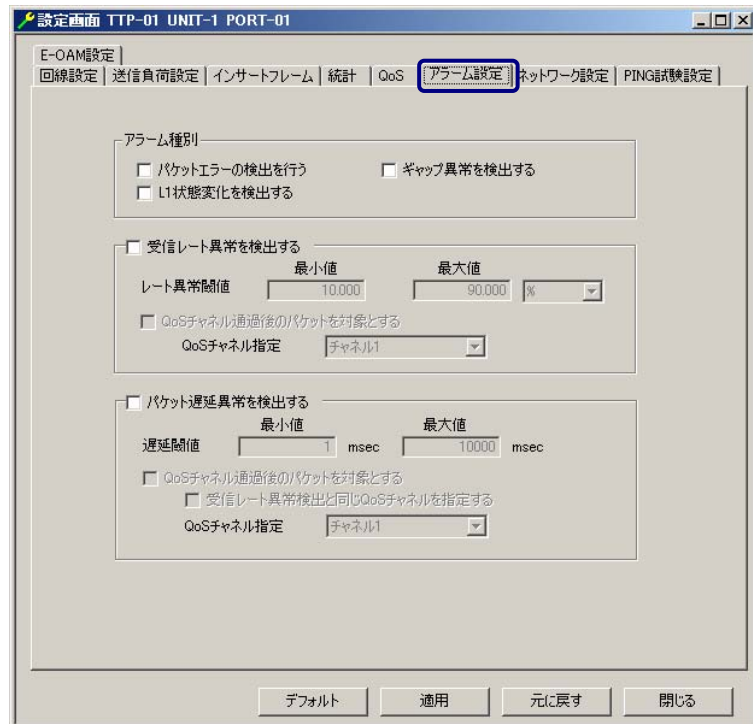 設定画面 TTP-01 UNIT-1 PORT-01
E-OAM設定
回線設定 送信負荷設定 インサートフレーム 統計 QoS アラーム設定 ネットワーク設定 PING試験設定
アラーム種別
パケットエラーの検出を行う ギャップ異常を検出する
L1状態変化を検出する
受信レート異常を検出する
最小値 最大値
レート異常閾値 10.000 90.000 %
QoSチャネル通過後のパケットを対象とする
QoSチャネル指定 チャネル1
パケット遅延異常を検出する
最小値 最大値
遅延閾値 1 msec 10000 msec
QoSチャネル通過後のパケットを対象とする
受信レート異常検出と同じQoSチャネルを指定する
QoSチャネル指定 チャネル1
デフォルト 適用 元に戻す 閉じる